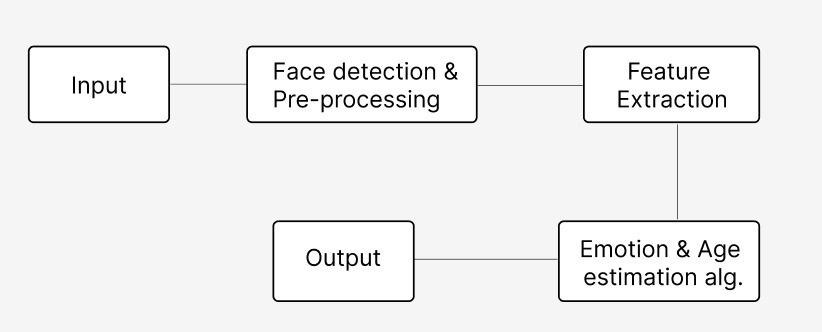 Input
Face detection &
Pre-processing
Feature
Extraction
Emotion & Age
estimation alg.
Output